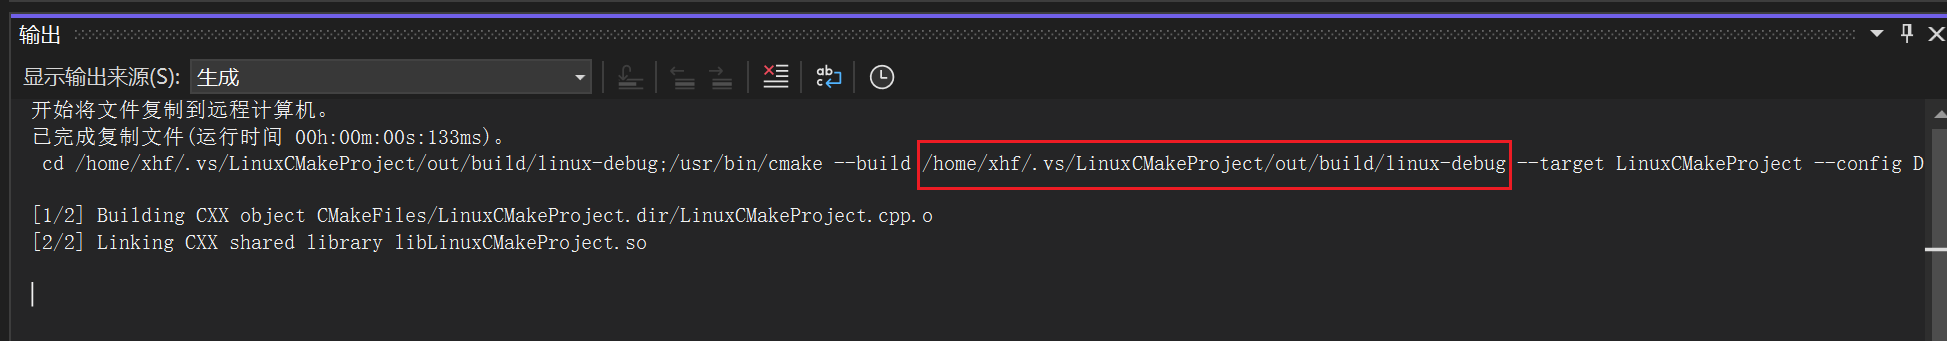 输出
显示输出来源(S): 生成
开始将文件复制到远程计算机。
已完成复制文件(运行时间 00h:00m:00s:133ms)。
cd /home/xhf/.vs/LinuxCMakeProject/out/build/linux-debug;/usr/bin/cmake --build /home/xhf/.vs/LinuxCMakeProject/out/build/linux-debug --target LinuxCMakeProject --config D
[1/2] Building CXX object CMakeFiles/LinuxCMakeProject.dir/LinuxCMakeProject.cpp.o
[2/2] Linking CXX shared library libLinuxCMakeProject.so